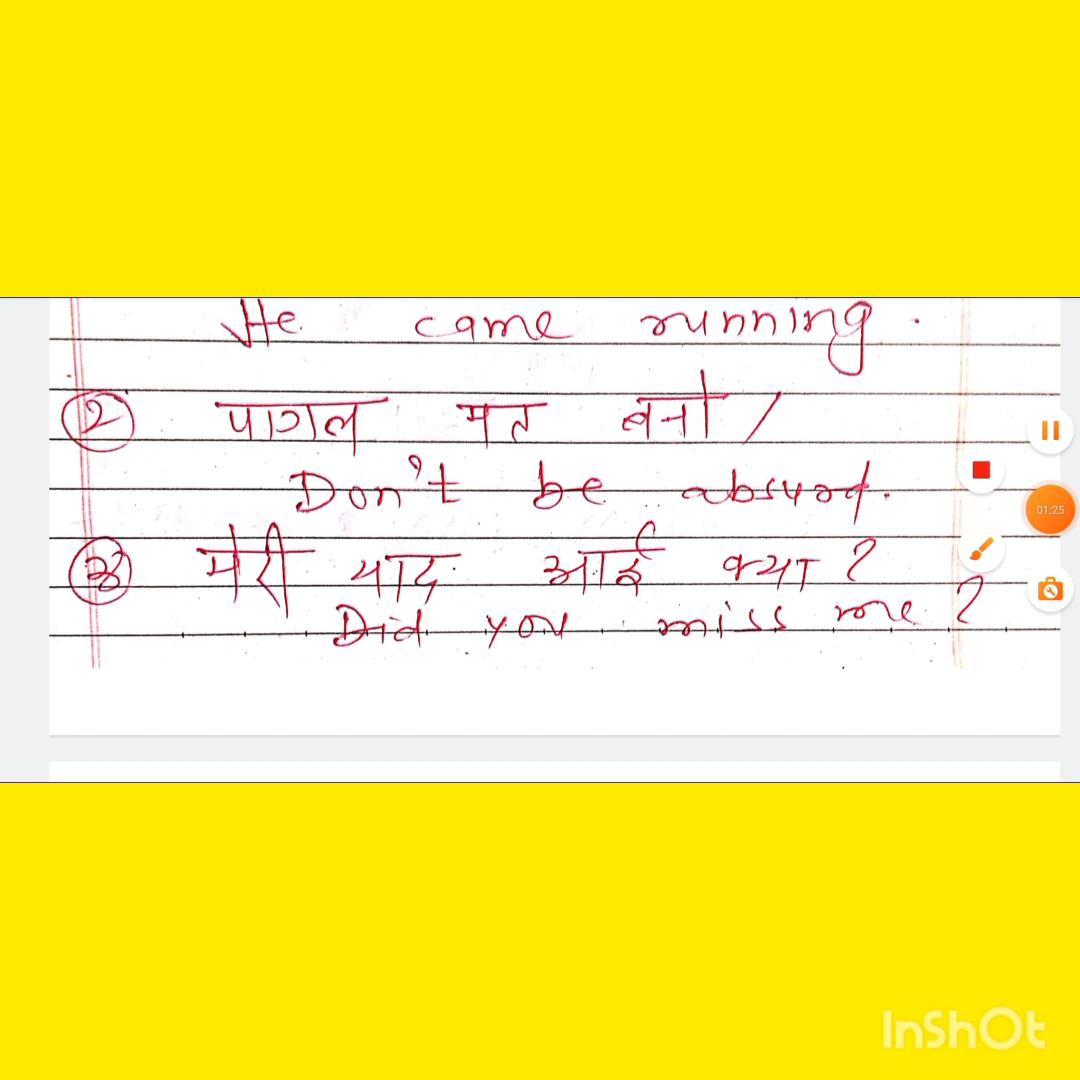 He came running.
② पागल मत बनो /
Don't be absurd.
③ मेरी याद आई क्या ?
Did you miss me ?
01:25
InShOt